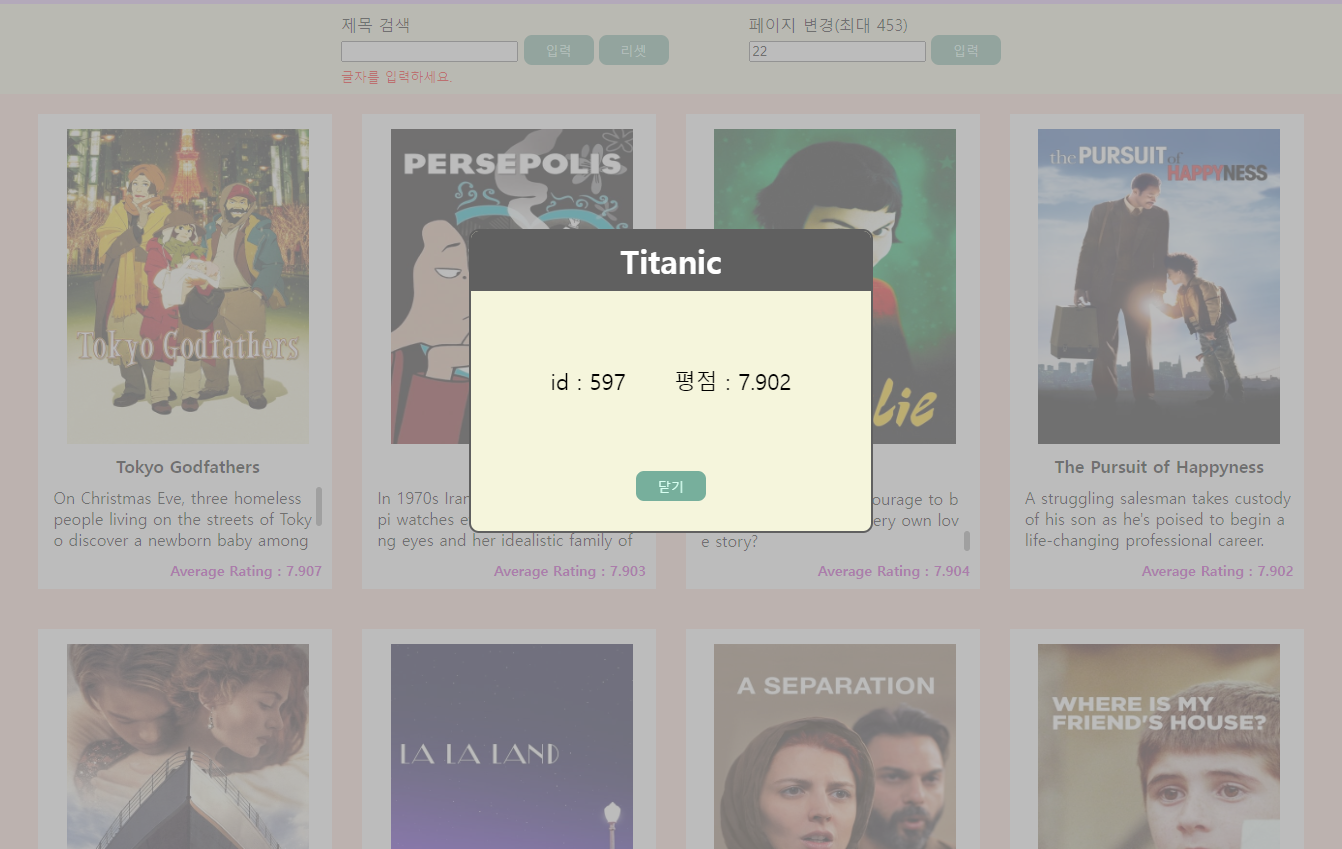 제목 검색
입력
리셋
글자를 입력하세요.
페이지 변경(최대 453)
22
입력
Tokyo Godfathers
Tokyo Godfathers
On Christmas Eve, three homeless
people living on the streets of Toky
o discover a newborn baby among
Average Rating : 7.907
PERSEPOLIS
In 1970s Iran
pi watches e
ng eyes and her idealistic family of
Average Rating : 7.903
lie
ourage to b
ery own lov
e story?
Average Rating : 7.904
the PURSUIT of
HAPPYNESS
The Pursuit of Happyness
A struggling salesman takes custody
of his son as he's poised to begin a
life-changing professional career.
Average Rating : 7.902
Titanic
id : 597
평점 : 7.902
닫기
LA LA LAND
A SEPARATION
WHERE IS MY
FRIEND'S HOUSE?